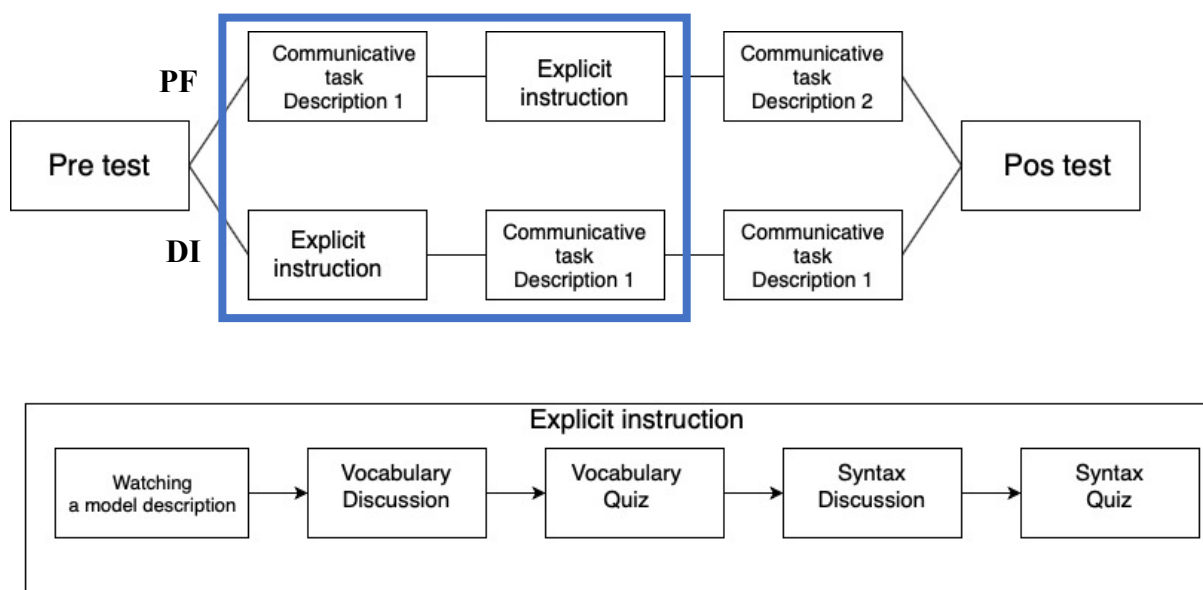 PF
Communicative
task
Description 1
Explicit
instruction
Communicative
task
Description 2
Pre test
Pos test
DI
Explicit
instruction
Communicative
task
Description 1
Communicative
task
Description 1
Explicit instruction
Watching
a model description
Vocabulary
Discussion
Vocabulary
Quiz
Syntax
Discussion
Syntax
Quiz